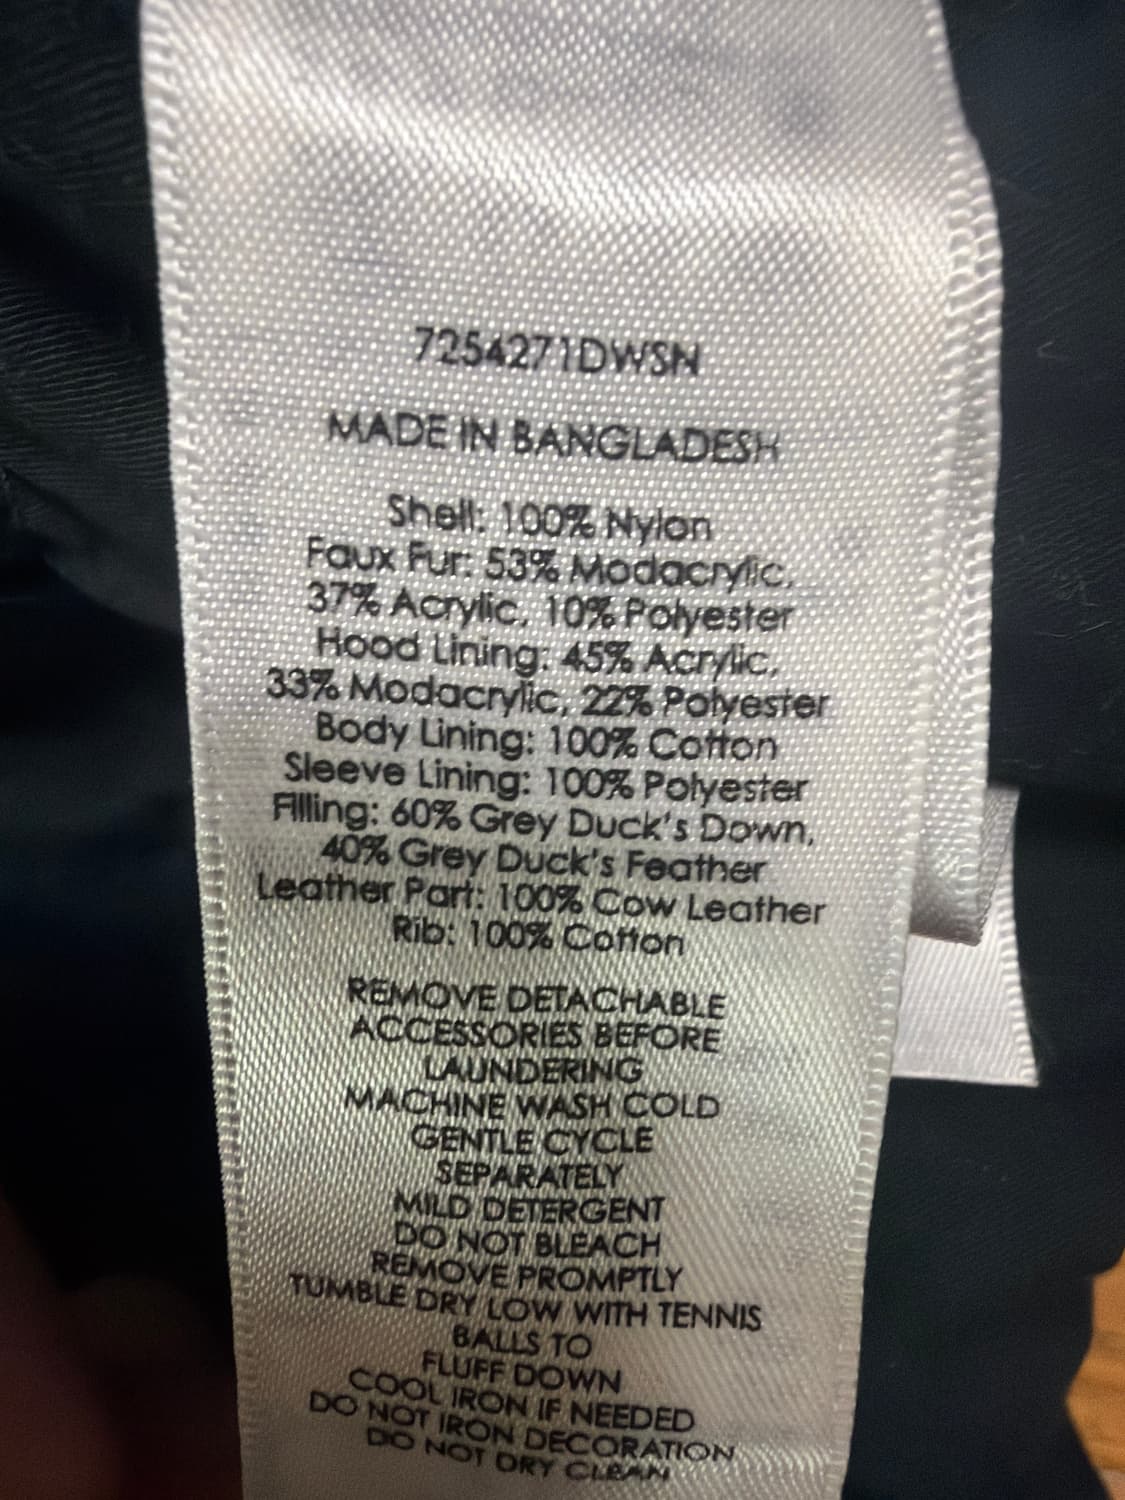 7254271DWSN
MADE IN BANGLADESH
Shell: 100% Nylon
Faux Fur: 53% Modacrylic,
37% Acrylic, 10% Polyester
Hood Lining: 45% Acrylic,
33% Modacrylic, 22% Polyester
Body Lining: 100% Cotton
Sleeve Lining: 100% Polyester
Filling: 60% Grey Duck's Down,
40% Grey Duck's Feather
Leather Part: 100% Cow Leather
Rib: 100% Cotton
REMOVE DETACHABLE
ACCESSORIES BEFORE
LAUNDERING
MACHINE WASH COLD
GENTLE CYCLE
SEPARATELY
MILD DETERGENT
DO NOT BLEACH
REMOVE PROMPTLY
TUMBLE DRY LOW WITH TENNIS
BALLS TO
FLUFF DOWN
COOL IRON IF NEEDED
DO NOT IRON DECORATION
DO NOT DRY CLEAN